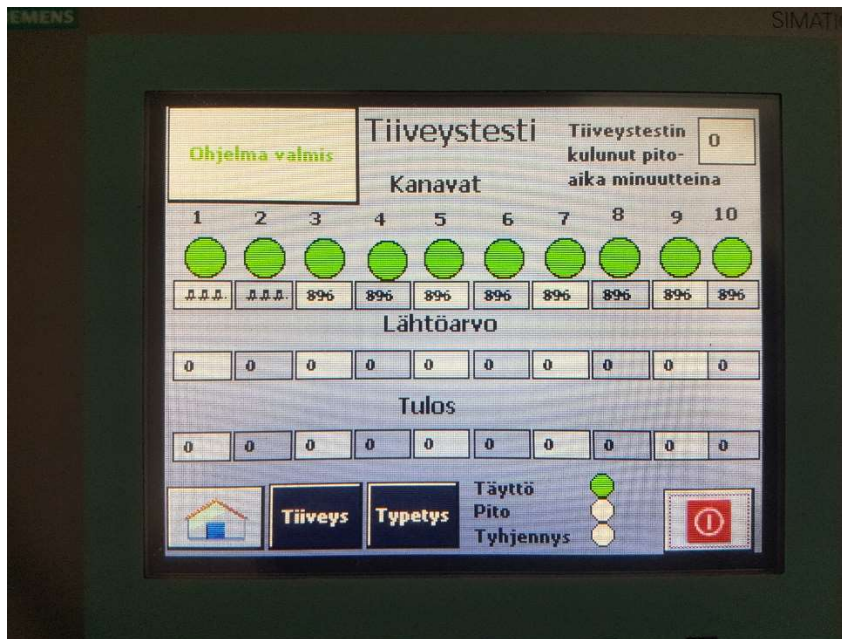 EMENS
SIMATI
Ohjelma valmis
Tiiveystesti
Tiiveystestin
kulunut pito-
aika minuutteina
0
Kanavat
1 2 3 4 5 6 7 8 9 10
896 896 896 896 896 896 896 896
Lähtöarvo
0 0 0 0 0 0 0 0 0 0
Tulos
0 0 0 0 0 0 0 0 0 0
Tiiveys
Typetys
Täyttö
Pito
Tyhjennys